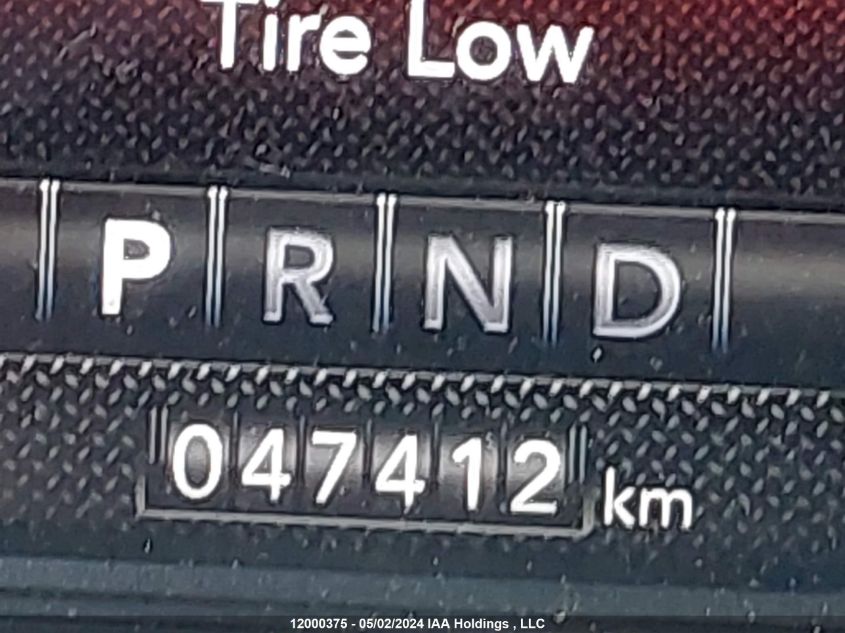 Tire Low
P R N D
047412 km
12000375 - 05/02/2024 IAA Holdings , LLC